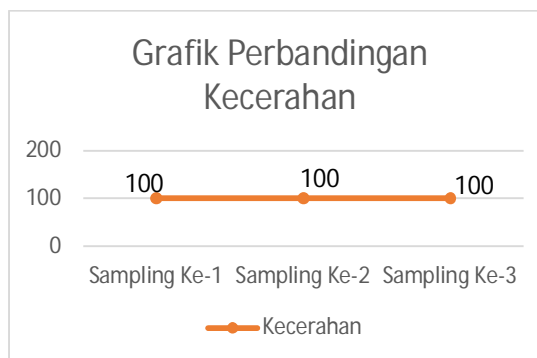 Grafik Perbandingan
Kecerahan
200
100
0
100 100 100
Sampling Ke-1 Sampling Ke-2 Sampling Ke-3
Kecerahan